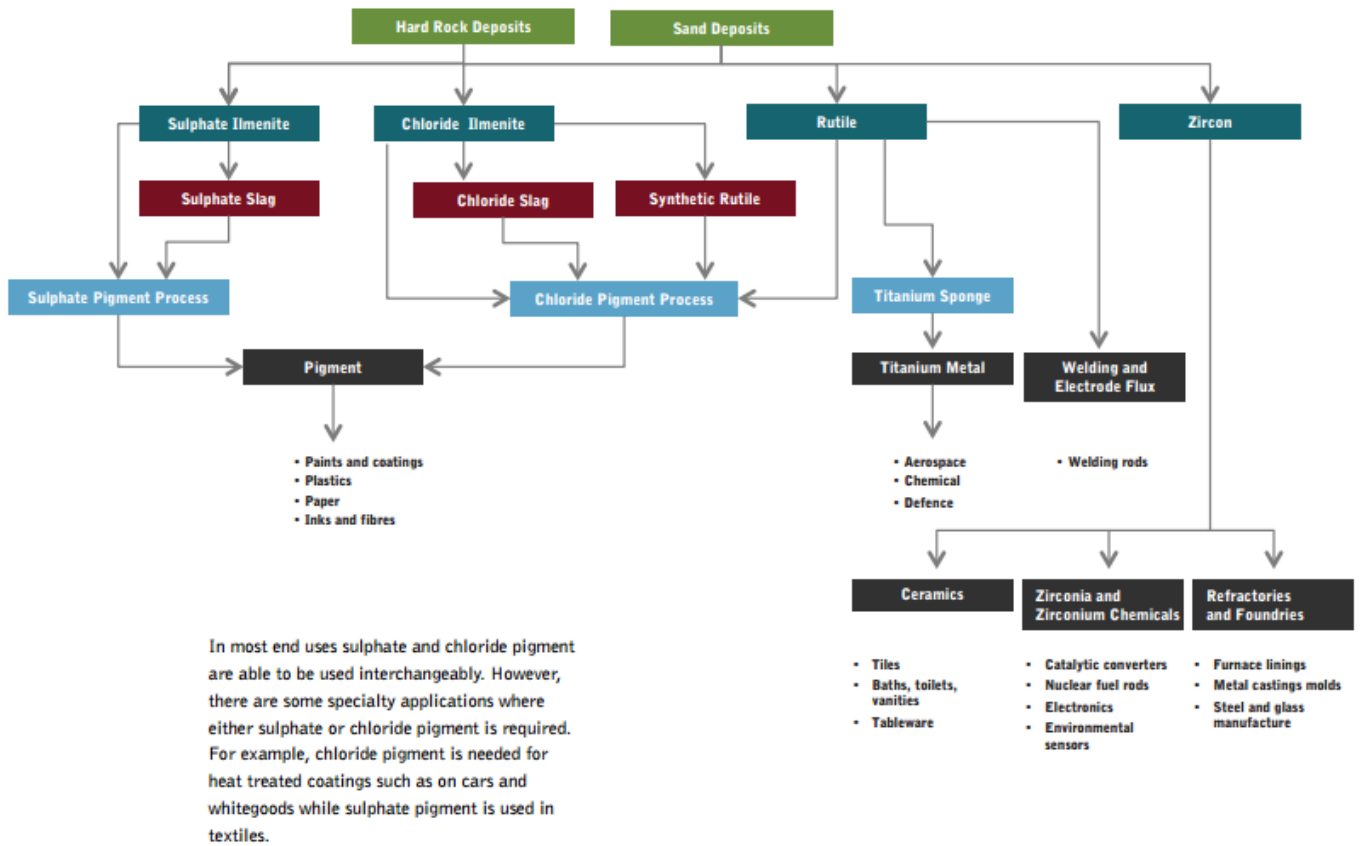 Hard Rock Deposits
Sand Deposits
Sulphate Ilmenite
Chloride Ilmenite
Rutile
Zircon
Sulphate Slag
Chloride Slag
Synthetic Rutile
Sulphate Pigment Process
Chloride Pigment Process
Titanium Sponge
Pigment
Titanium Metal
Welding and
Electrode Flux
• Paints and coatings
• Plastics
• Paper
• Inks and fibres
• Aerospace
• Chemical
• Defence
• Welding rods
Ceramics
Zirconia and
Zirconium Chemicals
Refractories
and Foundries
• Tiles
• Baths, toilets,
vanities
• Tableware
• Catalytic converters
• Nuclear fuel rods
• Electronics
• Environmental
sensors
• Furnace linings
• Metal castings molds
• Steel and glass
manufacture
In most end uses sulphate and chloride pigment
are able to be used interchangeably. However,
there are some specialty applications where
either sulphate or chloride pigment is required.
For example, chloride pigment is needed for
heat treated coatings such as on cars and
whitegoods while sulphate pigment is used in
textiles.